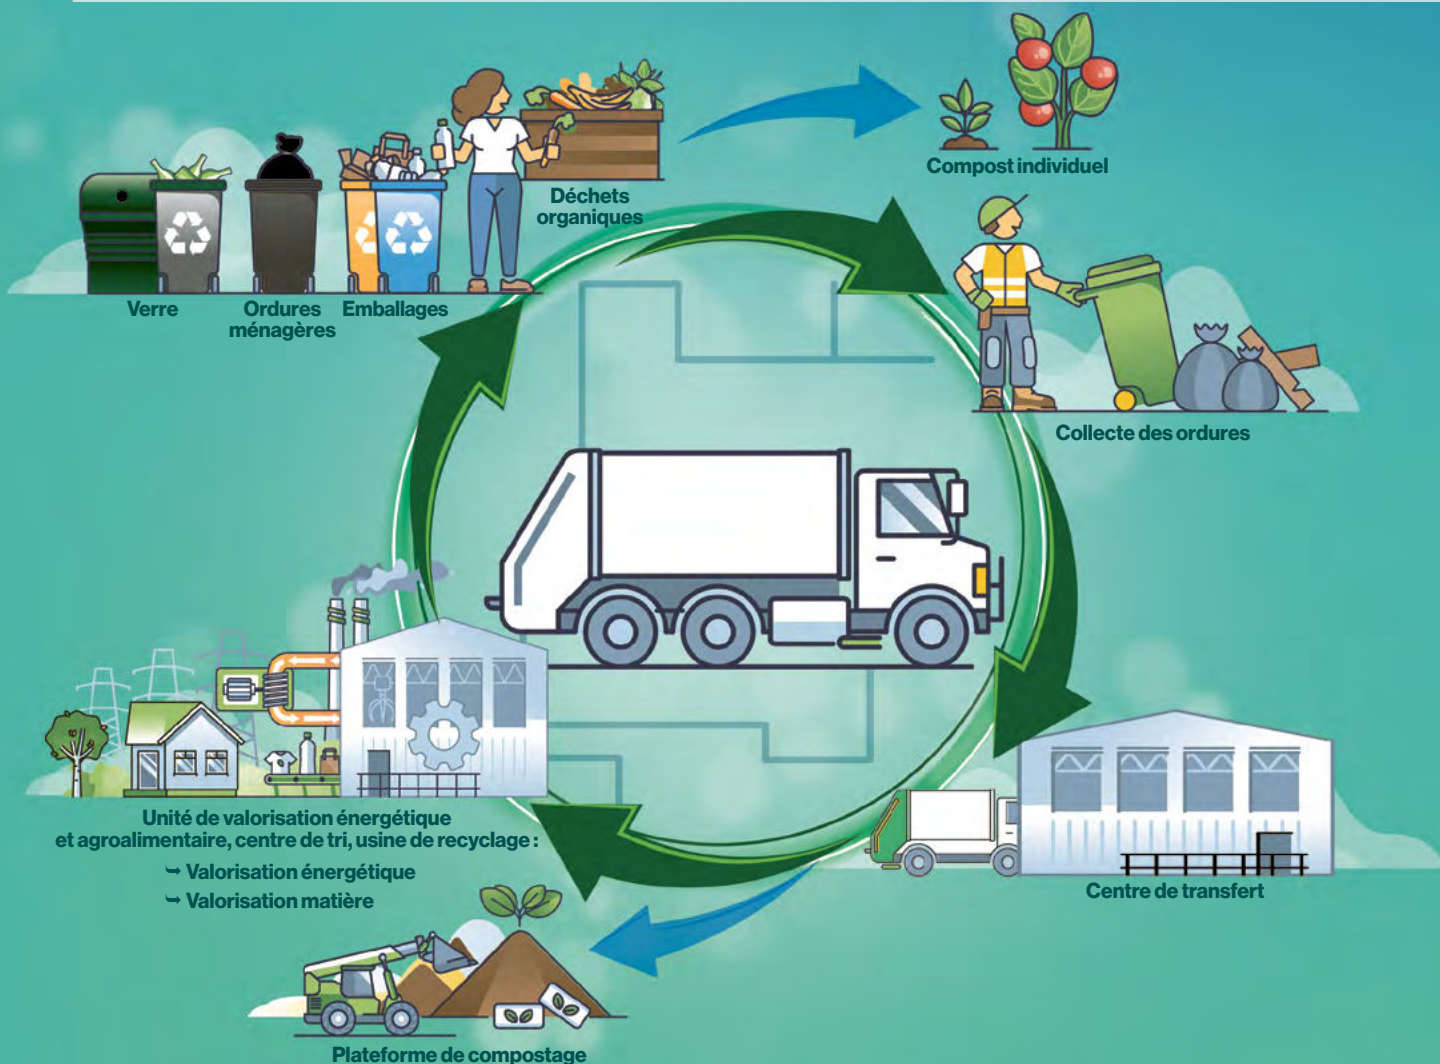 Compost individuel
Déchets
organiques
Verre
Ordures
ménagères
Emballages
Collecte des ordures
Centre de transfert
Unité de valorisation énergétique
et agroalimentaire, centre de tri, usine de recyclage :
➥ Valorisation énergétique
➥ Valorisation matière
Plateforme de compostage